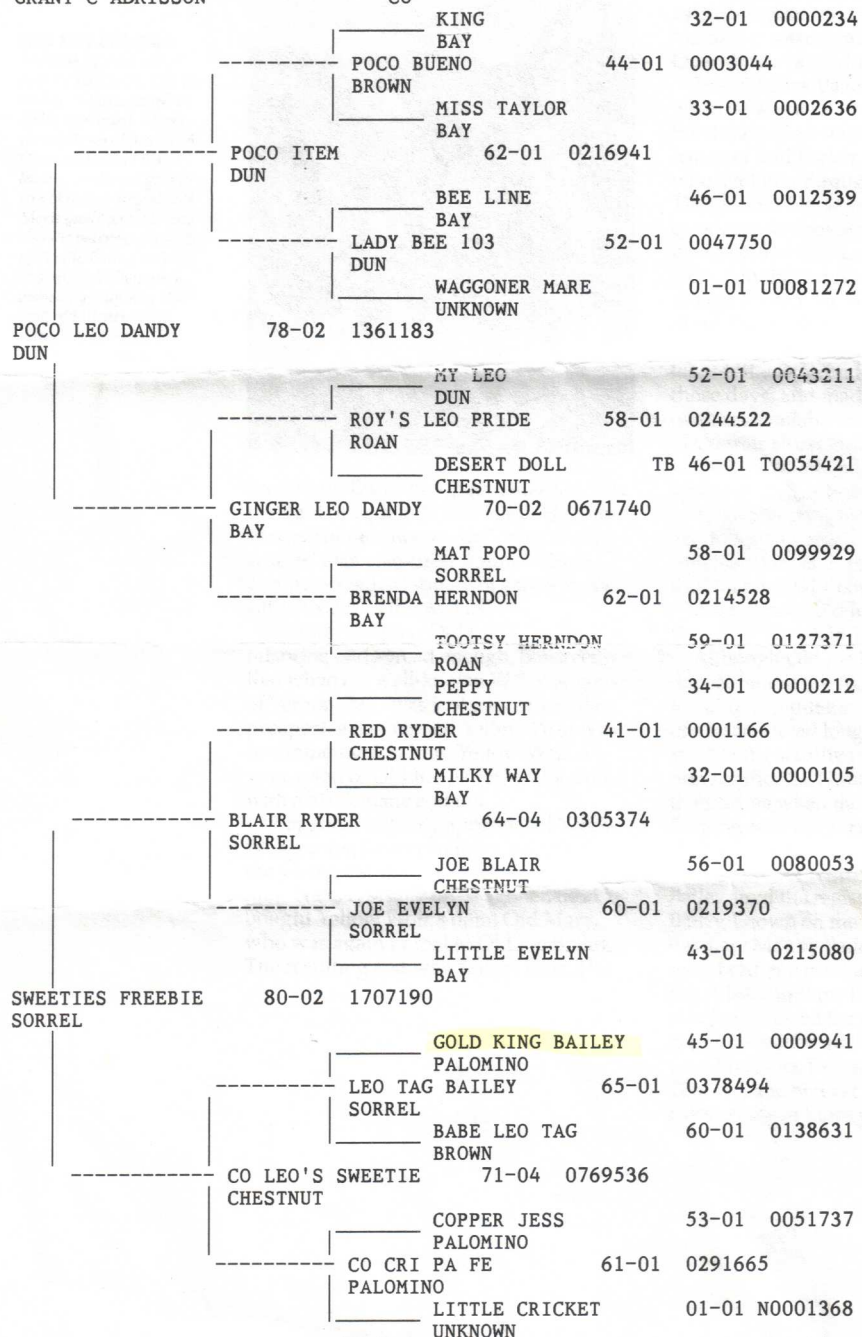 GRANT C ADKISSON CO
KING 32-01 0000234
BAY
POCO BUENO 44-01 0003044
BROWN
MISS TAYLOR 33-01 0002636
BAY
POCO ITEM 62-01 0216941
DUN
BEE LINE 46-01 0012539
BAY
LADY BEE 103 52-01 0047750
DUN
WAGGONER MARE 01-01 U0081272
UNKNOWN
POCO LEO DANDY 78-02 1361183
DUN
MY LEO 52-01 0043211
DUN
ROY'S LEO PRIDE 58-01 0244522
ROAN
DESERT DOLL TB 46-01 T0055421
CHESTNUT
GINGER LEO DANDY 70-02 0671740
BAY
MAT POPO 58-01 0099929
SORREL
BRENDA HERNDON 62-01 0214528
BAY
TOOTSY HERNDON 59-01 0127371
ROAN
PEPPY 34-01 0000212
CHESTNUT
RED RYDER 41-01 0001166
CHESTNUT
MILKY WAY 32-01 0000105
BAY
BLAIR RYDER 64-04 0305374
SORREL
JOE BLAIR 56-01 0080053
CHESTNUT
JOE EVELYN 60-01 0219370
SORREL
LITTLE EVELYN 43-01 0215080
BAY
SWEETIES FREEBIE 80-02 1707190
SORREL
GOLD KING BAILEY 45-01 0009941
PALOMINO
LEO TAG BAILEY 65-01 0378494
SORREL
BABE LEO TAG 60-01 0138631
BROWN
CO LEO'S SWEETIE 71-04 0769536
CHESTNUT
COPPER JESS 53-01 0051737
PALOMINO
CO CRI PA FE 61-01 0291665
PALOMINO
LITTLE CRICKET 01-01 N0001368
UNKNOWN